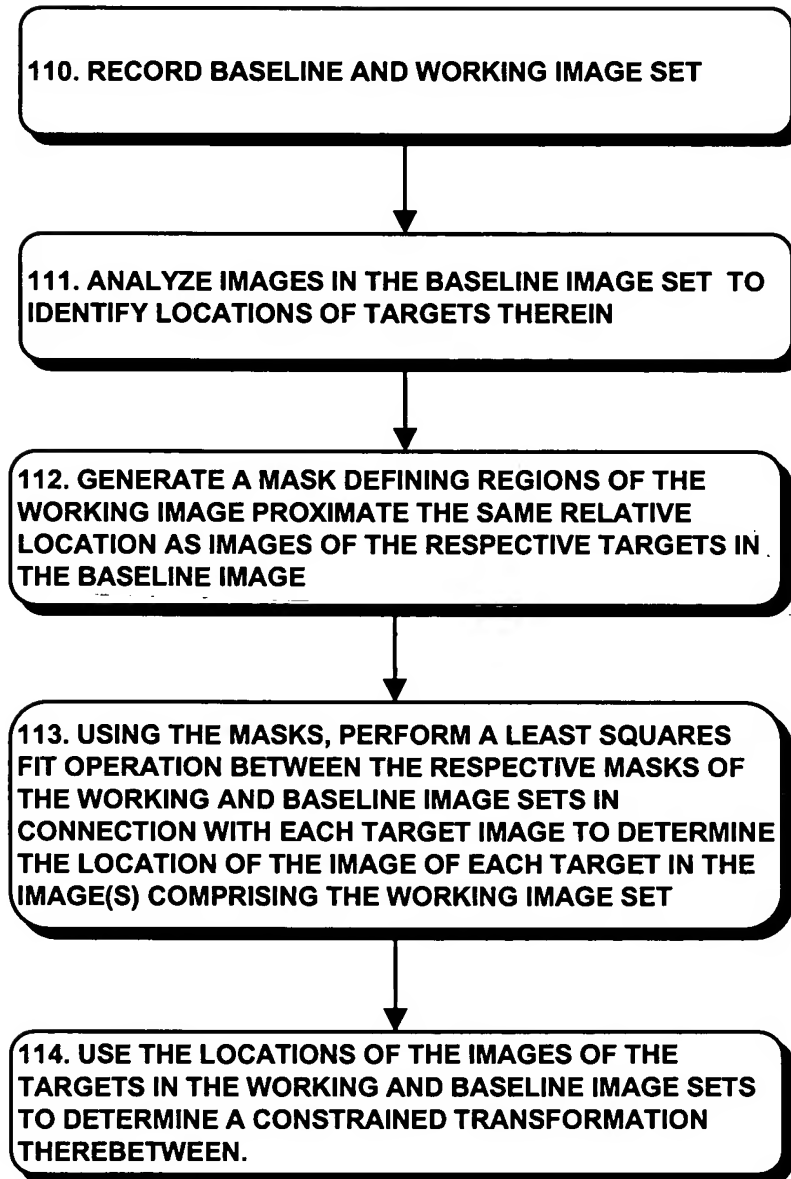 110. RECORD BASELINE AND WORKING IMAGE SET
111. ANALYZE IMAGES IN THE BASELINE IMAGE SET TO
IDENTIFY LOCATIONS OF TARGETS THEREIN
112. GENERATE A MASK DEFINING REGIONS OF THE
WORKING IMAGE PROXIMATE THE SAME RELATIVE
LOCATION AS IMAGES OF THE RESPECTIVE TARGETS IN
THE BASELINE IMAGE
113. USING THE MASKS, PERFORM A LEAST SQUARES
FIT OPERATION BETWEEN THE RESPECTIVE MASKS OF
THE WORKING AND BASELINE IMAGE SETS IN
CONNECTION WITH EACH TARGET IMAGE TO DETERMINE
THE LOCATION OF THE IMAGE OF EACH TARGET IN THE
IMAGE(S) COMPRISING THE WORKING IMAGE SET
114. USE THE LOCATIONS OF THE IMAGES OF THE
TARGETS IN THE WORKING AND BASELINE IMAGE SETS
TO DETERMINE A CONSTRAINED TRANSFORMATION
THEREBETWEEN.